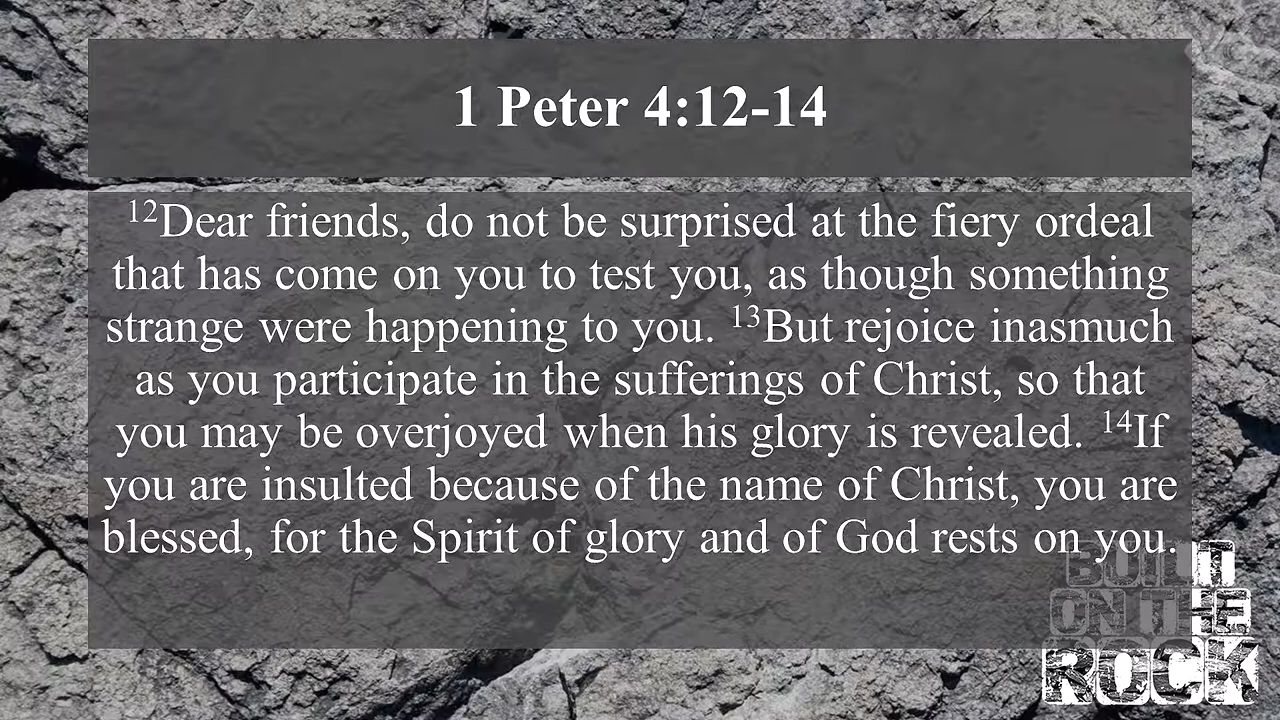 1 Peter 4:12-14
¹²Dear friends, do not be surprised at the fiery ordeal
that has come on you to test you, as though something
strange were happening to you. ¹³But rejoice inasmuch
as you participate in the sufferings of Christ, so that
you may be overjoyed when his glory is revealed. ¹⁴If
you are insulted because of the name of Christ, you are
blessed, for the Spirit of glory and of God rests on you.
BUILT
ON THE
ROCK